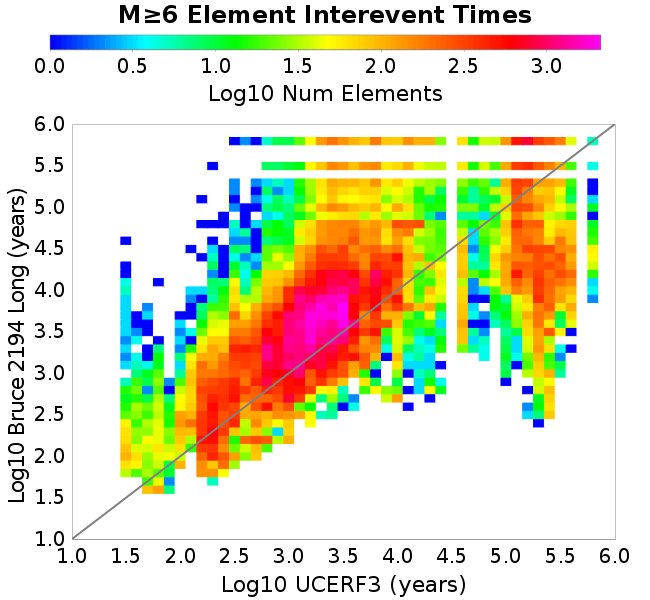 M≥6 Element Interevent Times
0.0 0.5 1.0 1.5 2.0 2.5 3.0
Log10 Num Elements
Log10 Bruce 2194 Long (years)
6.0
5.5
5.0
4.5
4.0
3.5
3.0
2.5
2.0
1.5
1.0
1.0 1.5 2.0 2.5 3.0 3.5 4.0 4.5 5.0 5.5 6.0
Log10 UCERF3 (years)